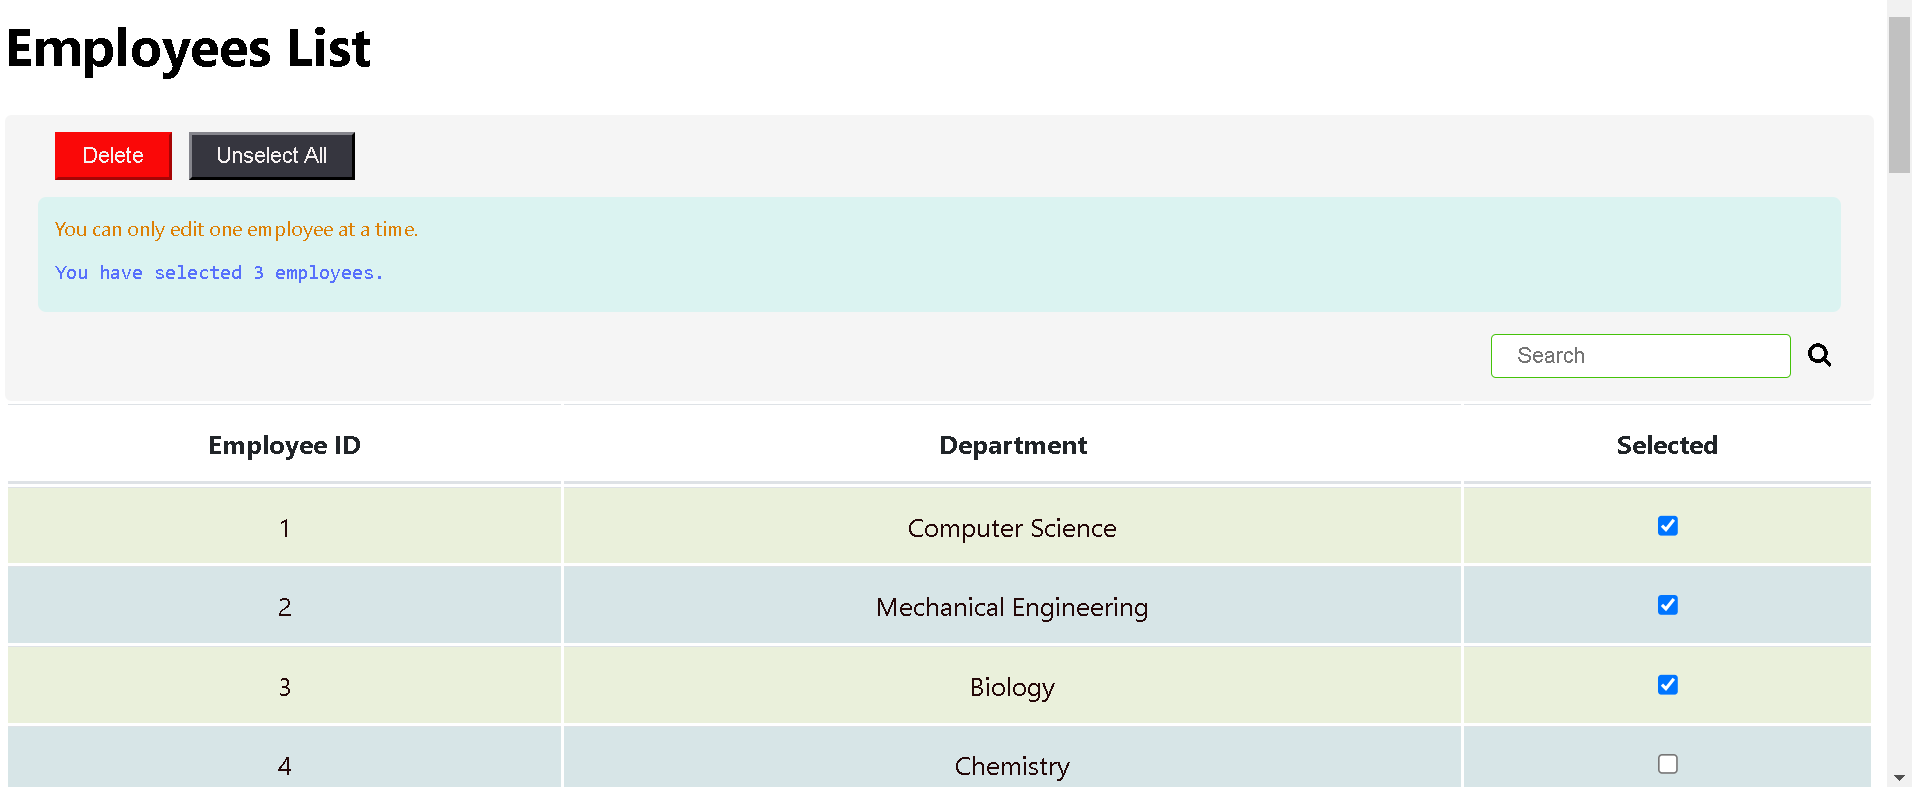 Employees List
Delete Unselect All
You can only edit one employee at a time.
You have selected 3 employees.
Search
Employee ID Department Selected
1 Computer Science
2 Mechanical Engineering
3 Biology
4 Chemistry